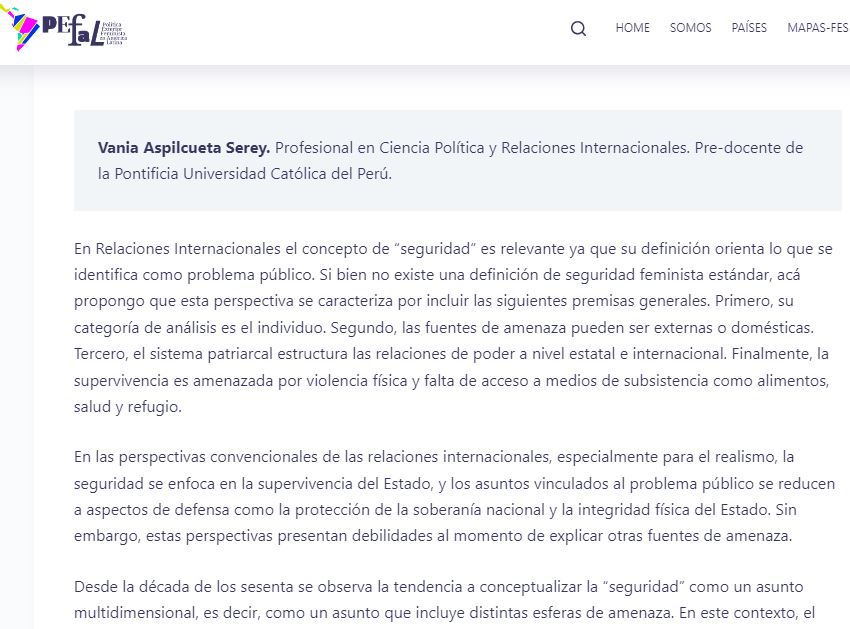 PEfaL
Política
Exterior
Feminista
en América
Latina
HOME SOMOS PAÍSES MAPAS-FES
Vania Aspilcueta Serey. Profesional en Ciencia Política y Relaciones Internacionales. Pre-docente de
la Pontificia Universidad Católica del Perú.
En Relaciones Internacionales el concepto de “seguridad” es relevante ya que su definición orienta lo que se
identifica como problema público. Si bien no existe una definición de seguridad feminista estándar, acá
propongo que esta perspectiva se caracteriza por incluir las siguientes premisas generales. Primero, su
categoría de análisis es el individuo. Segundo, las fuentes de amenaza pueden ser externas o domésticas.
Tercero, el sistema patriarcal estructura las relaciones de poder a nivel estatal e internacional. Finalmente, la
supervivencia es amenazada por violencia física y falta de acceso a medios de subsistencia como alimentos,
salud y refugio.
En las perspectivas convencionales de las relaciones internacionales, especialmente para el realismo, la
seguridad se enfoca en la supervivencia del Estado, y los asuntos vinculados al problema público se reducen
a aspectos de defensa como la protección de la soberanía nacional y la integridad física del Estado. Sin
embargo, estas perspectivas presentan debilidades al momento de explicar otras fuentes de amenaza.
Desde la década de los sesenta se observa la tendencia a conceptualizar la “seguridad” como un asunto
multidimensional, es decir, como un asunto que incluye distintas esferas de amenaza. En este contexto, el